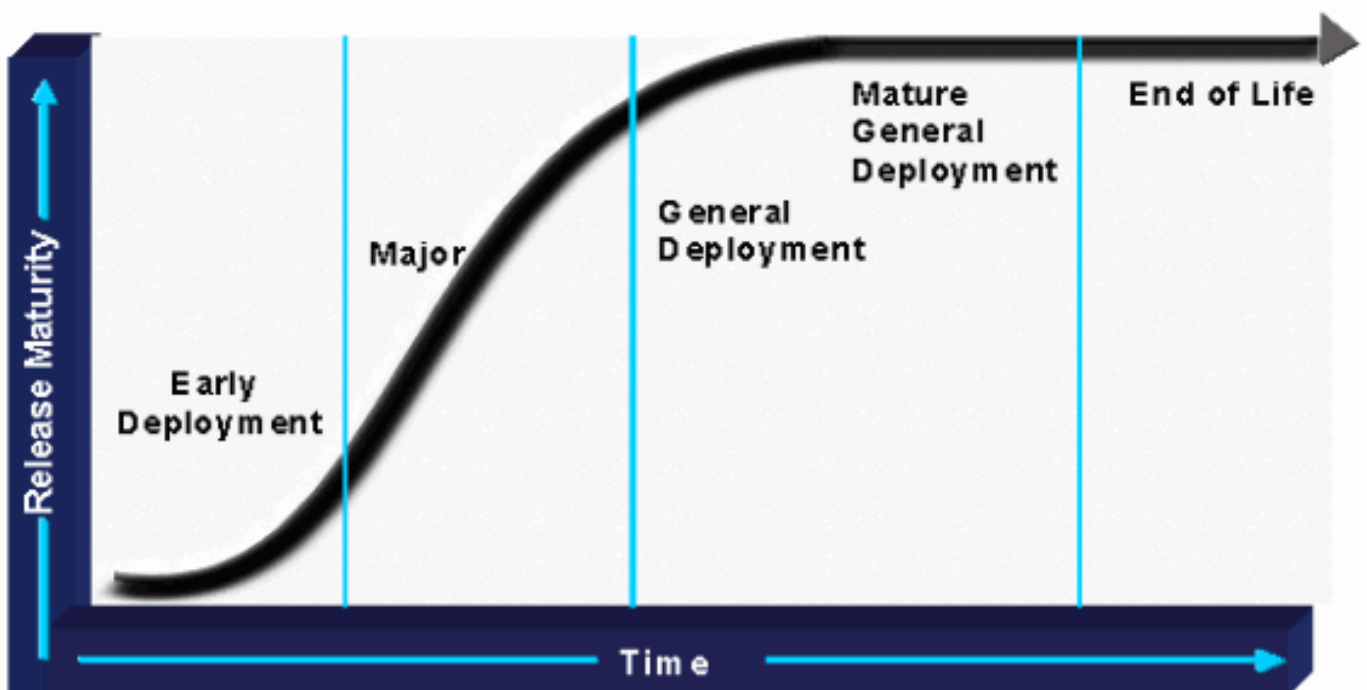 Release Maturity
Early
Deployment
Major
General
Deployment
Mature
General
Deployment
End of Life
Time